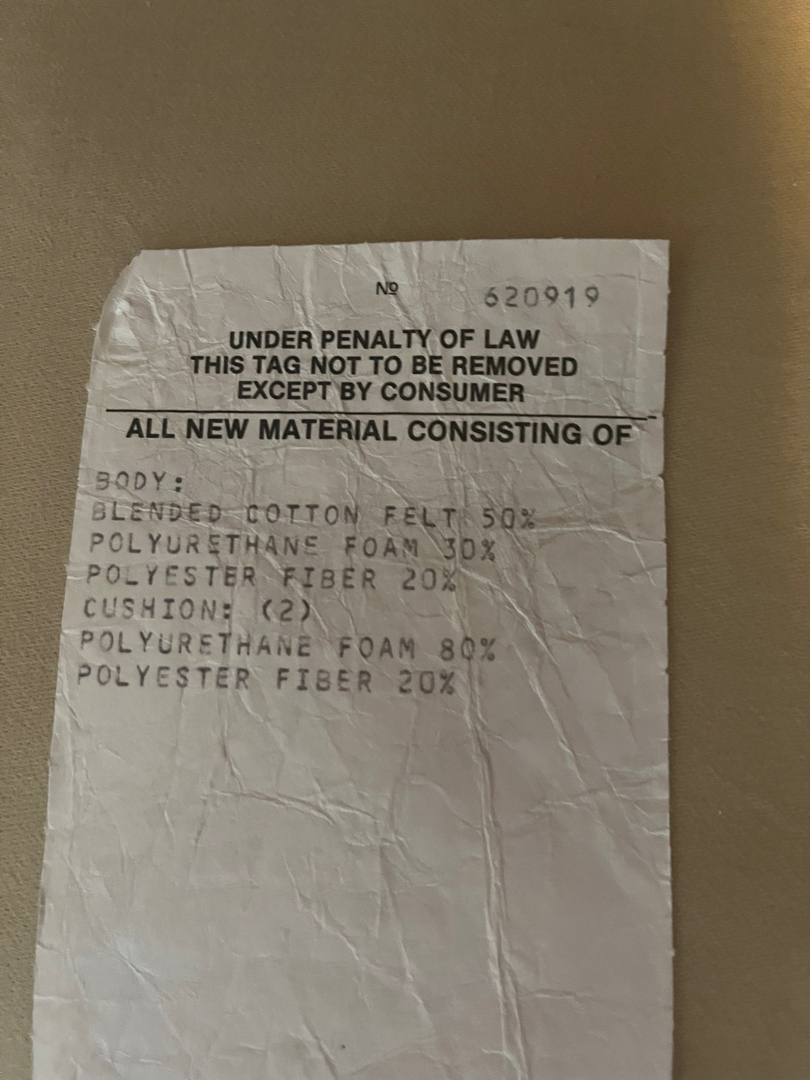 № 620919
UNDER PENALTY OF LAW
THIS TAG NOT TO BE REMOVED
EXCEPT BY CONSUMER
ALL NEW MATERIAL CONSISTING OF
BODY:
BLENDED COTTON FELT 50%
POLYURETHANE FOAM 30%
POLYESTER FIBER 20%
CUSHION: (2)
POLYURETHANE FOAM 80%
POLYESTER FIBER 20%